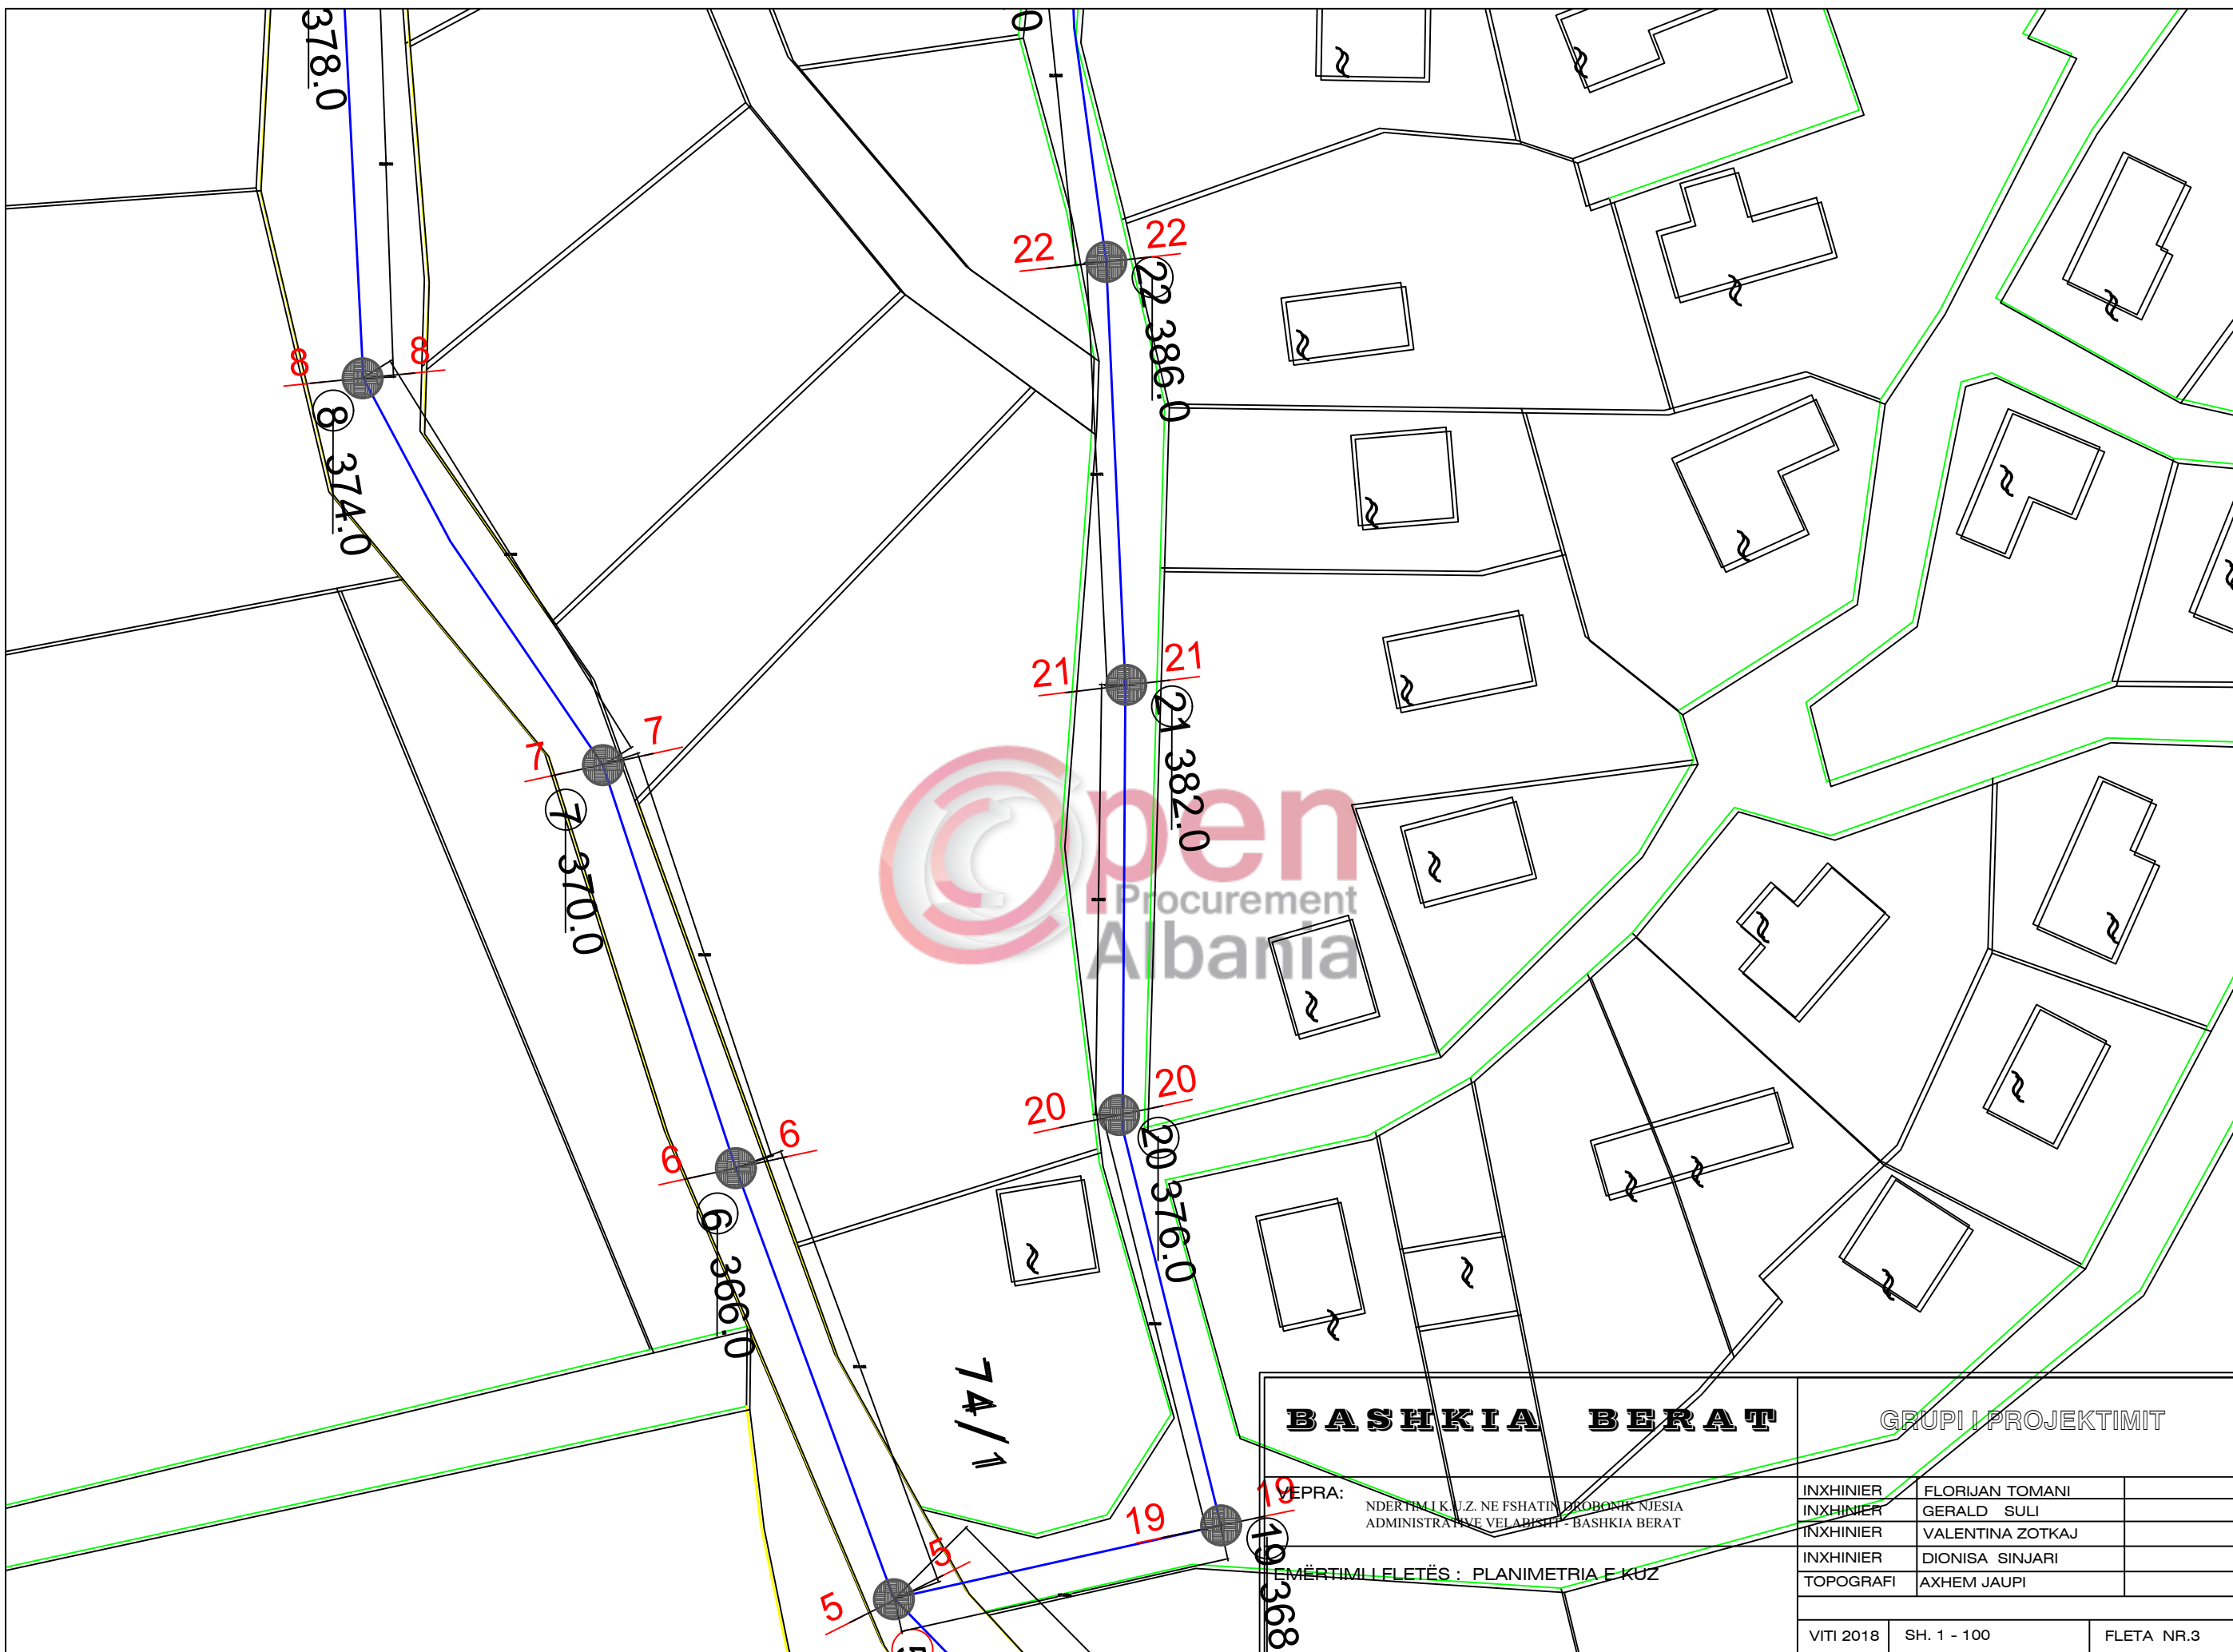 378.0
0
22
22
22 386.0
8
8
8 374.0
21
21
21 382.0
7
7
7 370.0
Open
Procurement
Albania
20
20
20 376.0
6
6
6 366.0
74/1
19
19
19 368
5
5
5
BASHKIA BERAT
GRUPI I PROJEKTIMIT
VEPRA:
NDERTIM I K.U.Z. NE FSHATIN DROBONIK NJESIA
ADMINISTRATIVE VELABISHT - BASHKIA BERAT
EMËRTIMI I FLETËS : PLANIMETRIA E KUZ
INXHINIER FLORIJAN TOMANI
INXHINIER GERALD SULI
INXHINIER VALENTINA ZOTKAJ
INXHINIER DIONISA SINJARI
TOPOGRAFI AXHEM JAUPI
VITI 2018 SH. 1 - 100 FLETA NR.3